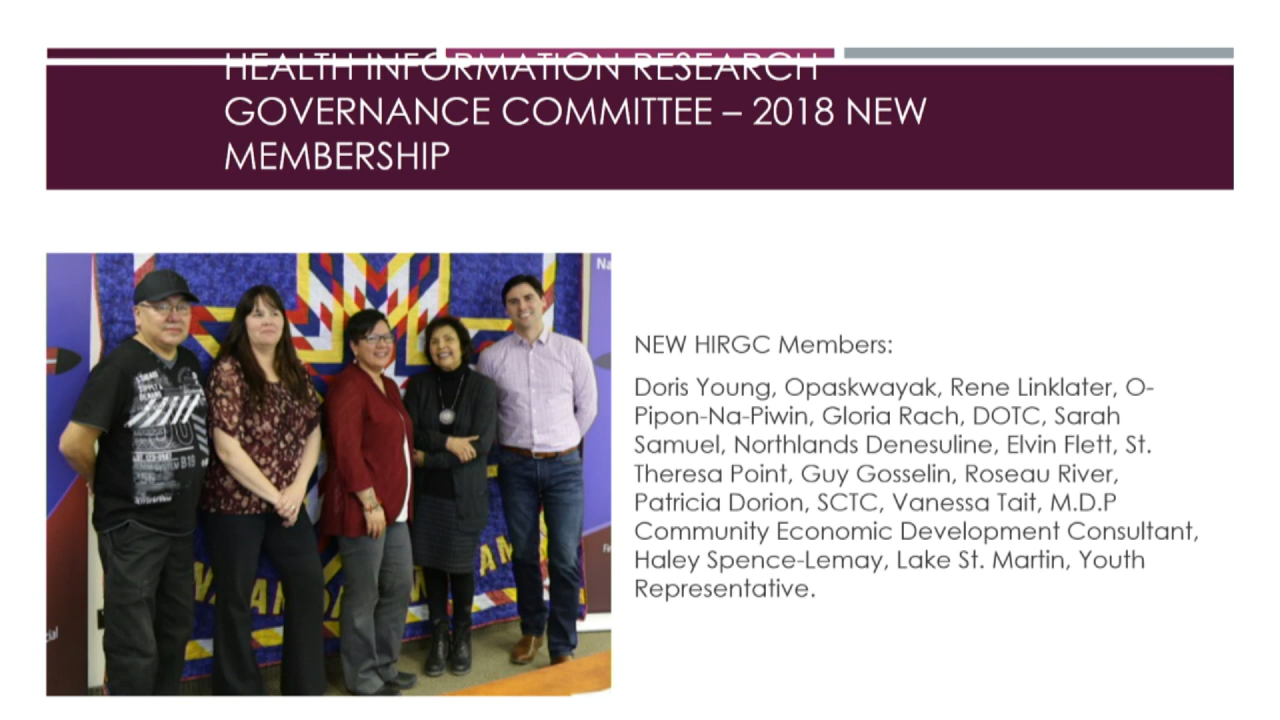 HEALTH INFORMATION RESEARCH
GOVERNANCE COMMITTEE – 2018 NEW
MEMBERSHIP
NEW HIRGC Members:
Doris Young, Opaskwayak, Rene Linklater, O-
Pipon-Na-Piwin, Gloria Rach, DOTC, Sarah
Samuel, Northlands Denesuline, Elvin Flett, St.
Theresa Point, Guy Gosselin, Roseau River,
Patricia Dorion, SCTC, Vanessa Tait, M.D.P
Community Economic Development Consultant,
Haley Spence-Lemay, Lake St. Martin, Youth
Representative.
Na
B19